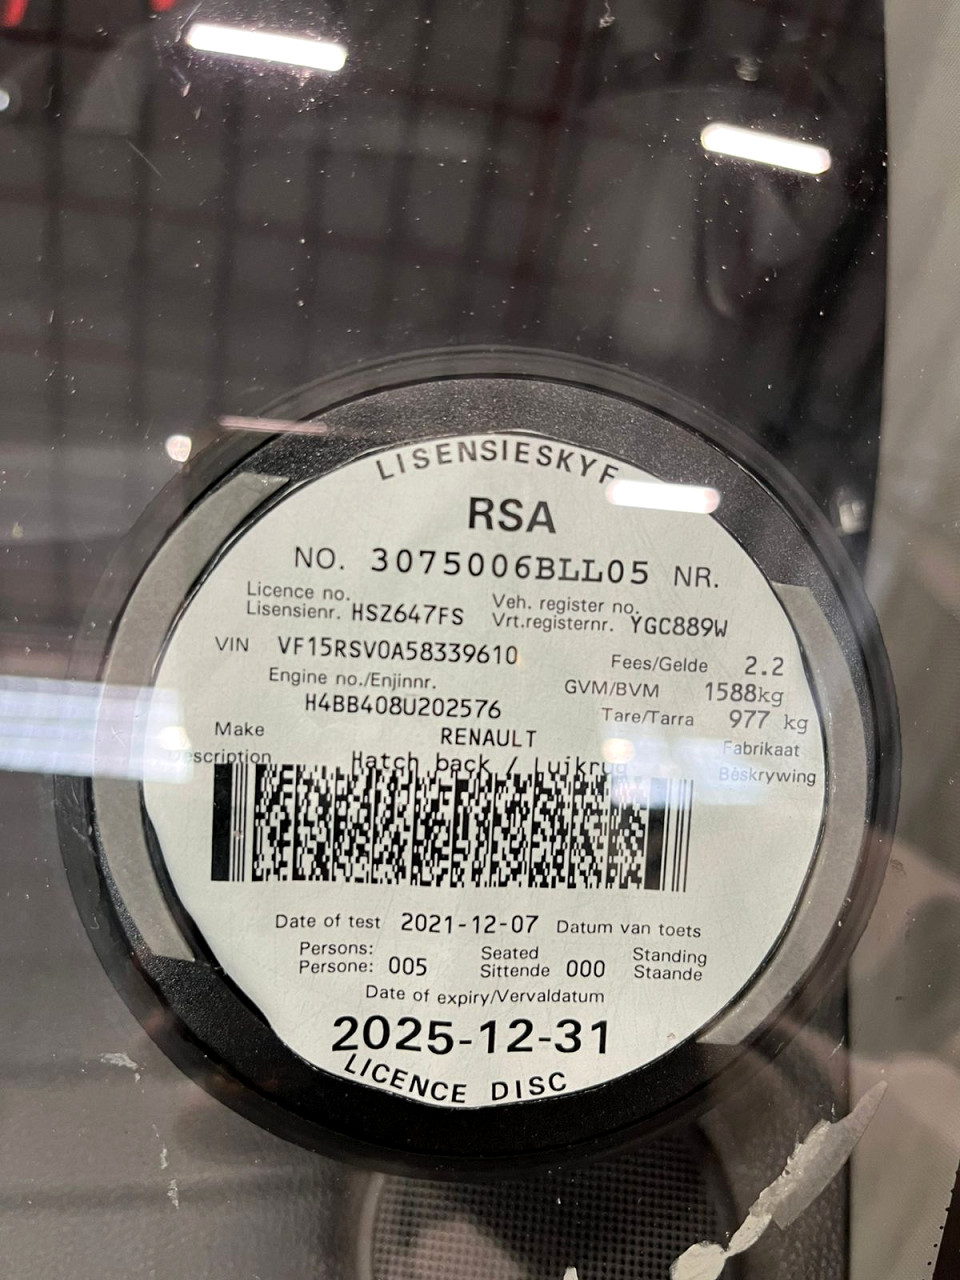 LISENSIESKYF
RSA
NO. 3075006BLL05 NR.
Licence no. Veh. register no.
Lisensienr. HSZ647FS Vrt.registernr. YGC889W
VIN VF15RSV0A58339610 Fees/Gelde 2.2
Engine no./Enjinnr. GVM/BVM 1588kg
H4BB408U202576 Tare/Tarra 977 kg
Make RENAULT Fabrikaat
Description Hatch back / Luikrug Beskrywing
Date of test 2021-12-07 Datum van toets
Persons: Seated Standing
Persone: 005 Sittende 000 Staande
Date of expiry/Vervaldatum
2025-12-31
LICENCE DISC